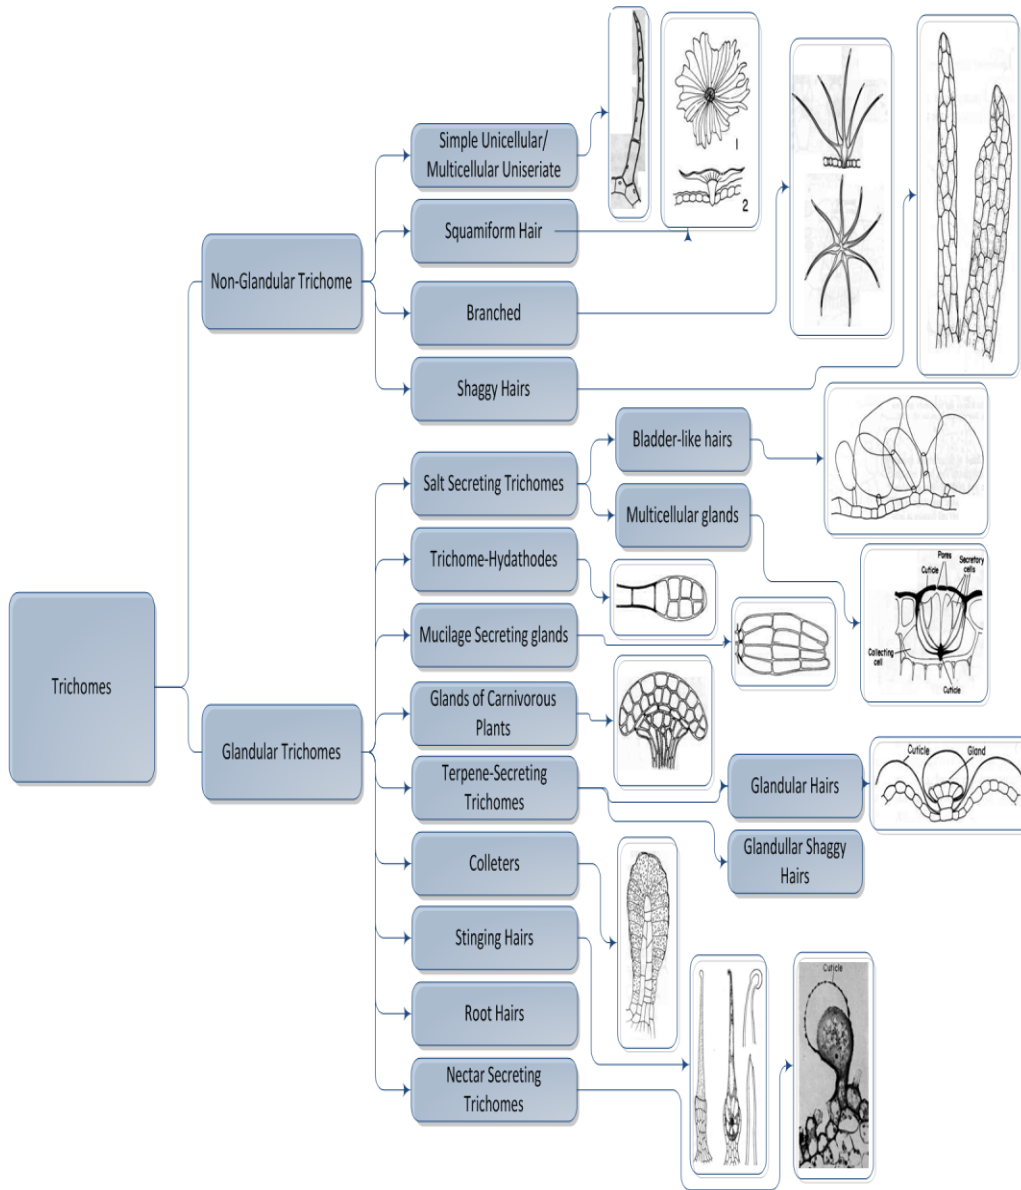 Simple Unicellular/
Multicellular Uniseriate
1
2
Squamiform Hair
Non-Glandular Trichome
Branched
Shaggy Hairs
Bladder-like hairs
Salt Secreting Trichomes
Multicellular glands
Trichome-Hydathodes
Pores
Cuticle
Secretory
cells
Collecting
cell
Cuticle
Mucilage Secreting glands
Trichomes
Glands of Carnivorous
Plants
Glandular Trichomes
Terpene-Secreting
Trichomes
Glandular Hairs
Cuticle
Gland
Glandullar Shaggy
Hairs
Colleters
Stinging Hairs
Root Hairs
Nectar Secreting
Trichomes
Cuticle